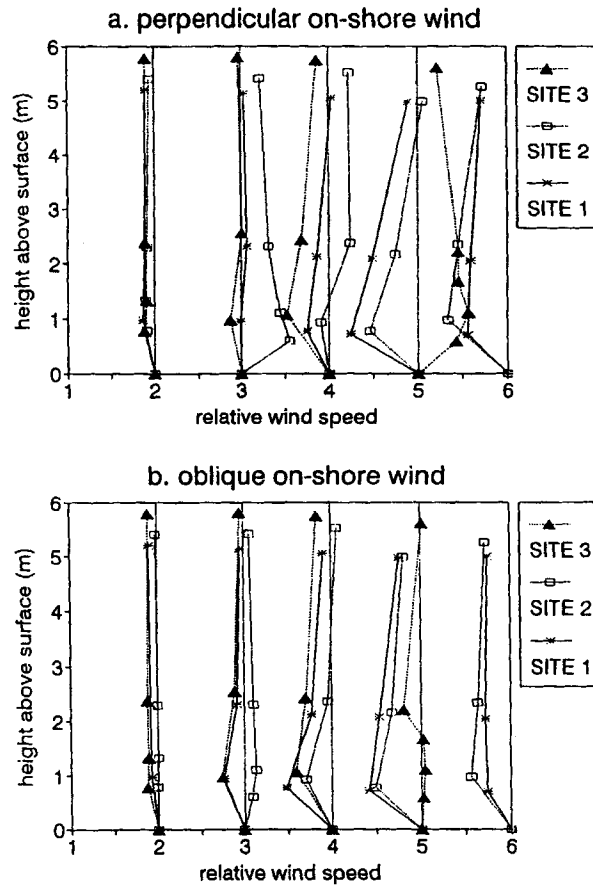 a. perpendicular on-shore wind
6
5
4
3
2
1
0
height above surface (m)
1 2 3 4 5 6
relative wind speed
SITE 3
SITE 2
SITE 1
b. oblique on-shore wind
6
5
4
3
2
1
0
height above surface (m)
1 2 3 4 5 6
relative wind speed
SITE 3
SITE 2
SITE 1